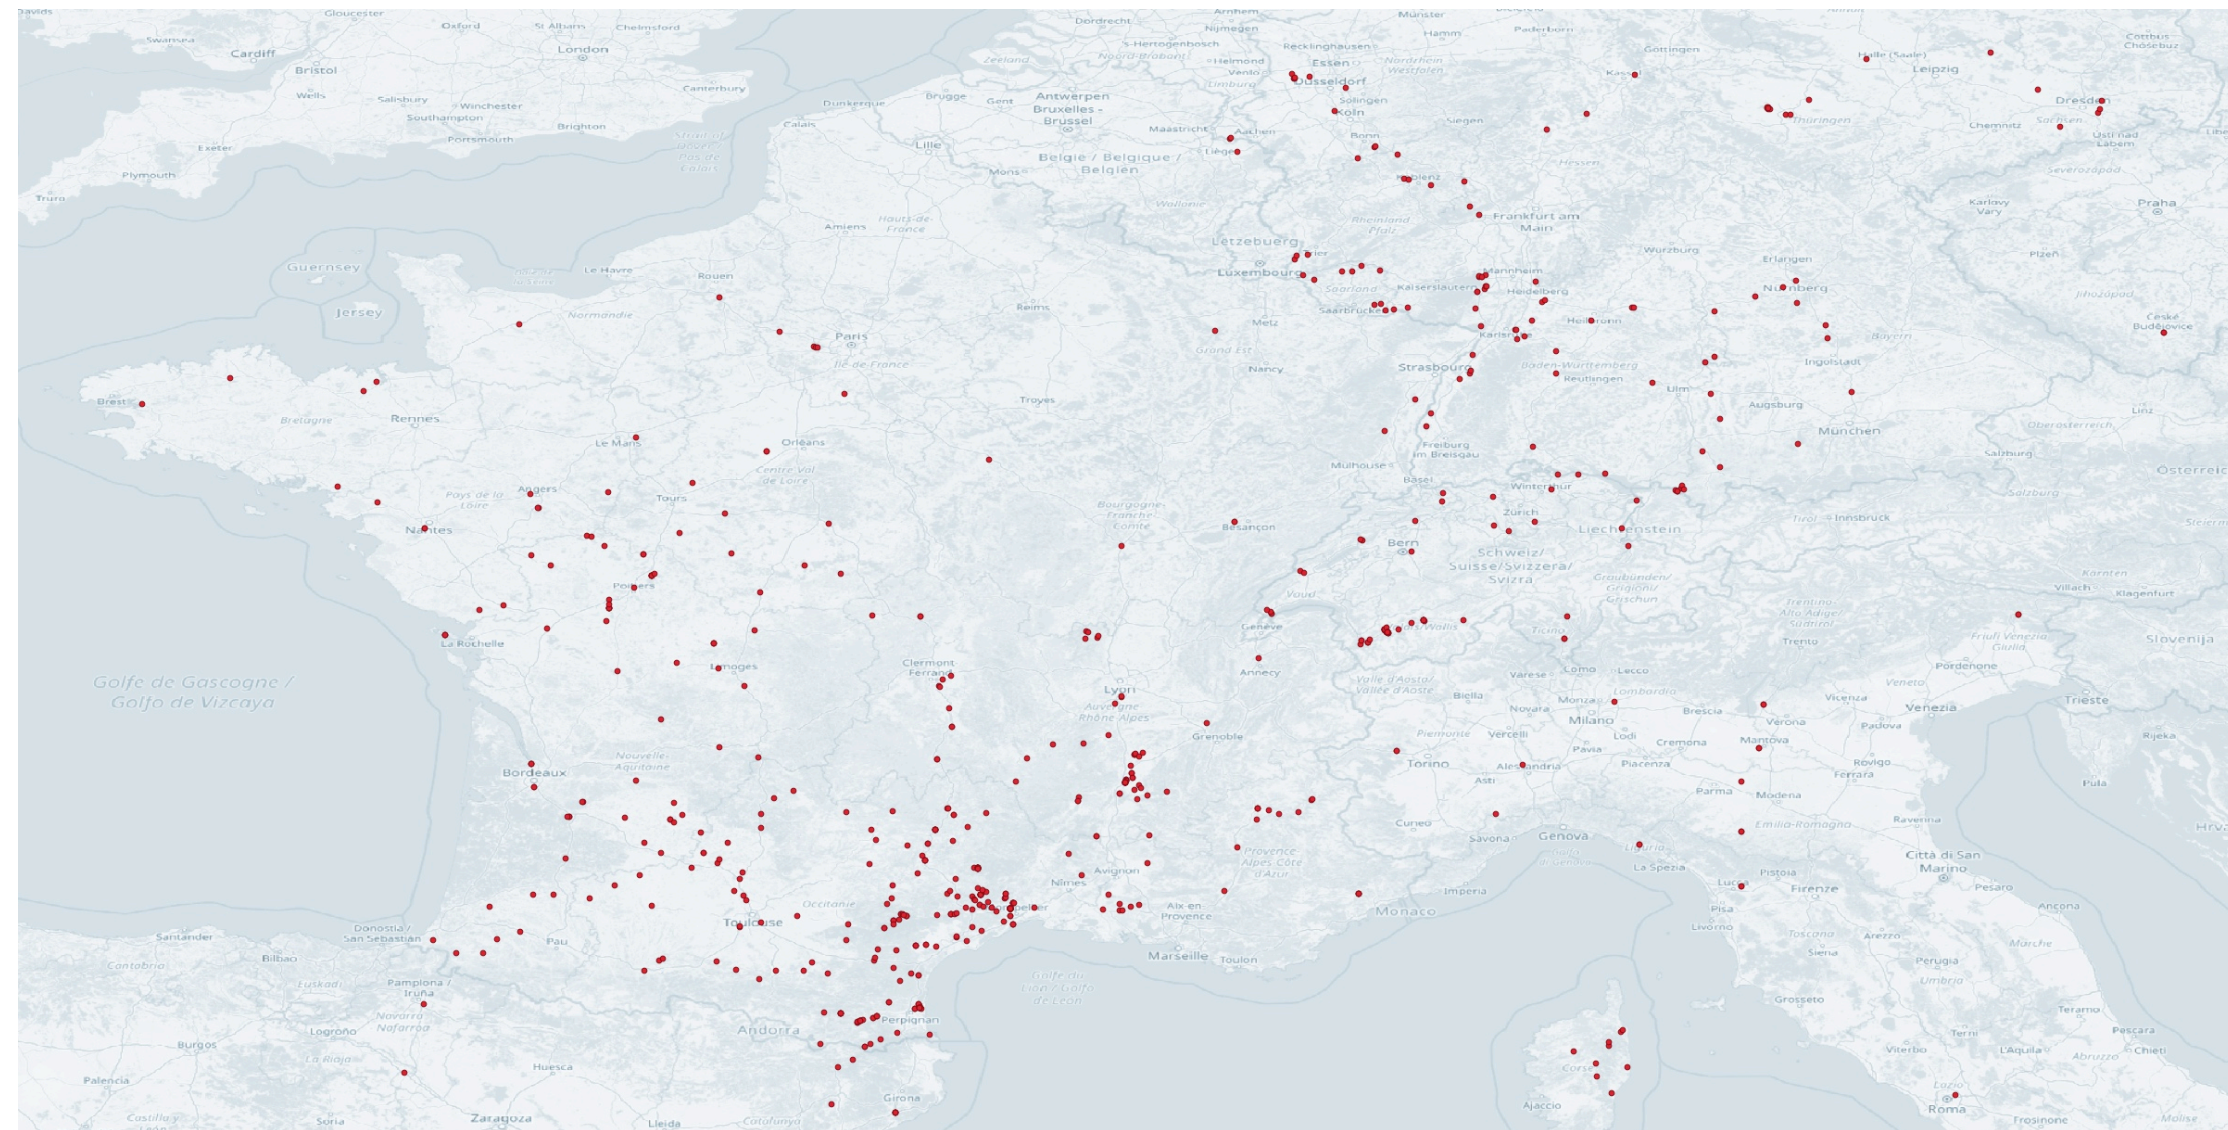 Gloucester
Oxford
St Albans
Chelmsford
Dordrecht
Arnhem
Nijmegen
Münster
Paderborn
Swansea
Cardiff
Bristol
London
's-Hertogenbosch
Noord-Brabant
Helmond
Venlo
Recklinghausen
Essen
Hamm
Göttingen
Halle (Saale)
Leipzig
Cottbus
Chóśebuz
Zeeland
Limburg
Düsseldorf
Nordrhein
Westfalen
Kassel
Wells
Salisbury
Winchester
Southampton
Portsmouth
Brighton
Canterbury
Dunkerque
Brugge
Gent
Antwerpen
Bruxelles -
Brussel
Solingen
Köln
Dresden
Sachsen
Chemnitz
Thüringen
Exeter
Plymouth
Truro
Calais
Lille
Maastricht
Aachen
Liège
Bonn
Siegen
Hessen
Ústí nad
Labem
Mons
België / Belgique /
Belgien
Koblenz
Severozápad
Wallonie
Karlovy
Vary
Praha
Amiens
Hauts-de-
France
Rheinland
Pfalz
Frankfurt am
Main
Guernsey
Jersey
Le Havre
Rouen
Normandie
Lëtzebuerg
Luxembourg
Trier
Würzburg
Erlangen
Nürnberg
Plzeň
Saarland
Kaiserslautern
Mannheim
Heidelberg
Jihozápad
Reims
Saarbrücken
Metz
Heilbronn
České
Budějovice
Paris
Île-de-France
Grand Est
Nancy
Karlsruhe
Strasbourg
Baden-Württemberg
Reutlingen
Bayern
Ingolstadt
Brest
Bretagne
Rennes
Troyes
Ulm
Augsburg
München
Linz
Oberösterreich
Le Mans
Orléans
Centre Val
de Loire
Mulhouse
Freiburg
im Breisgau
Salzburg
Österreich
Pays de la
Loire
Angers
Tours
Basel
Winterthur
Salzburg
Nantes
Bourgogne-
Franche-
Comté
Besançon
Zürich
Liechtenstein
Tirol
Innsbruck
Bern
Schweiz/
Suisse/Svizzera/
Svizra
Graubünden/
Grigioni/
Grischun
Kärnten
Villach
Klagenfurt
Poitiers
Vaud
Genève
Valais/Wallis
Ticino
Trentino-
Alto Adige/
Trento
Friuli Venezia
Giulia
Slovenija
La Rochelle
Limoges
Clermont
Ferrand
Annecy
Como
Lecco
Pordenone
Golfe de Gascogne /
Golfo de Vizcaya
Lyon
Auvergne
Rhône Alpes
Valle d'Aosta/
Vallée d'Aoste
Varese
Biella
Lombardia
Monza
Novara
Milano
Brescia
Verona
Vicenza
Veneto
Padova
Venezia
Trieste
Rijeka
Grenoble
Piemonte
Vercelli
Pavia
Lodi
Cremona
Mantova
Nouvelle-
Aquitaine
Bordeaux
Torino
Asti
Alessandria
Piacenza
Rovigo
Ferrara
Parma
Modena
Pula
Cuneo
Savona
Genova
Emilia-Romagna
Ravenna
Provence
Alpes Côte
d'Azur
Liguria
La Spezia
Città di San
Marino
Nîmes
Avignon
Montpellier
Aix-en
Provence
Imperia
Monaco
Lucca
Pistoia
Firenze
Pesaro
Pisa
Livorno
Ancona
Donostia /
San Sebastián
Santander
Bilbao
Cantabria
Euskadi
Pau
Toulouse
Occitanie
Marseille
Toulon
Golfe du
Lion / Golfo
de León
Toscana
Siena
Arezzo
Perugia
Umbria
Marche
Pamplona /
Iruña
Navarra
Nafarroa
Logroño
La Rioja
Burgos
Palencia
Andorra
Perpignan
Grosseto
Terni
Viterbo
L'Aquila
Teramo
Pescara
Abruzzo
Chieti
Huesca
Girona
Soria
Zaragoza
Lleida
Catalunya
Corse
Ajaccio
Lazio
Roma
Frosinone
Molise